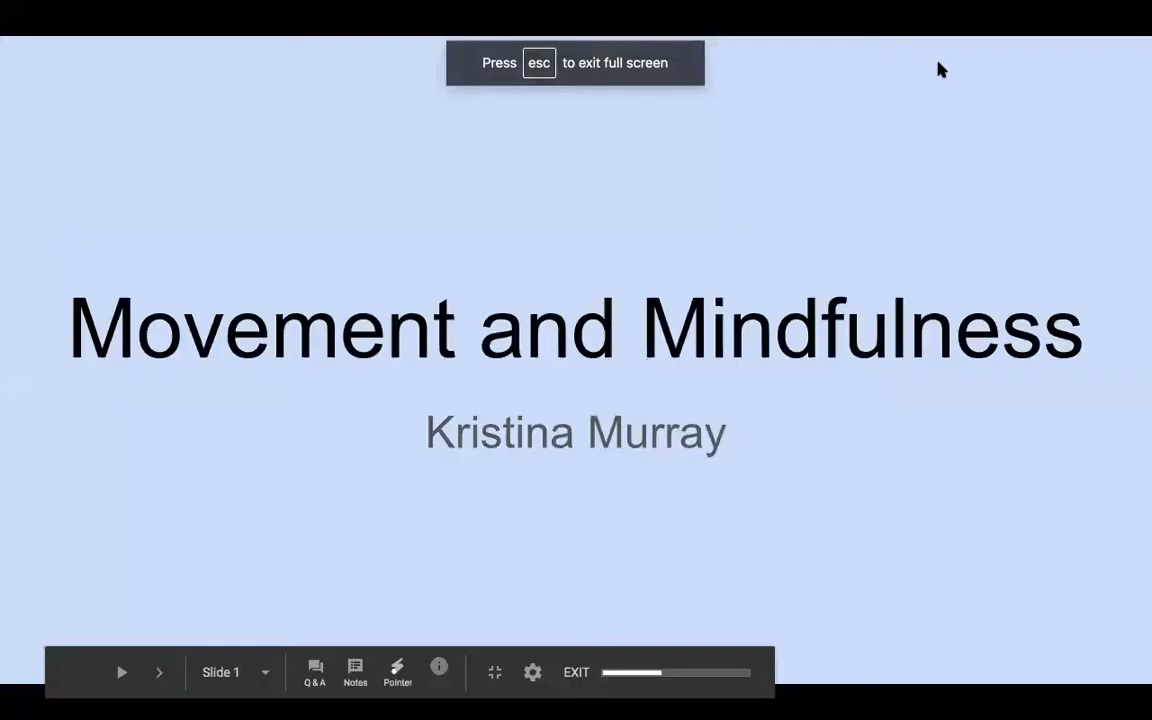 Press esc to exit full screen
Movement and Mindfulness
Kristina Murray
Slide 1
Q & A
Notes
Pointer
EXIT